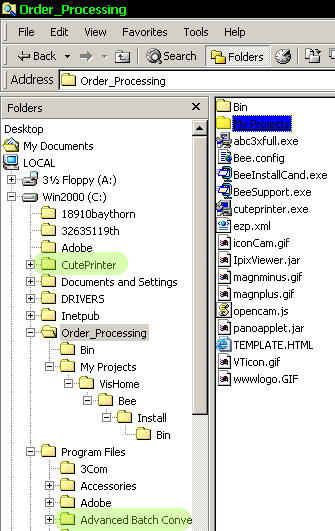 Order_Processing
File Edit View Favorites Tools Help
Back Search Folders
Address Order_Processing
Folders
Desktop
My Documents
LOCAL
3½ Floppy (A:)
Win2000 (C:)
18910baythorn
32635119th
Adobe
CutePrinter
Documents and Settings
DRIVERS
Inetpub
Order_Processing
Bin
My Projects
VisHome
Bee
Install
Bin
Program Files
3Com
Accessories
Adobe
Advanced Batch Conve
Bin
My Projects
abc3xfull.exe
Bee.config
BeeInstallCand.exe
BeeSupport.exe
cuteprinter.exe
ezp.xml
iconCam.gif
IpixViewer.jar
magnminus.gif
magnplus.gif
opencam.js
panoapplet.jar
TEMPLATE.HTML
VTicon.gif
wwwlogo.GIF